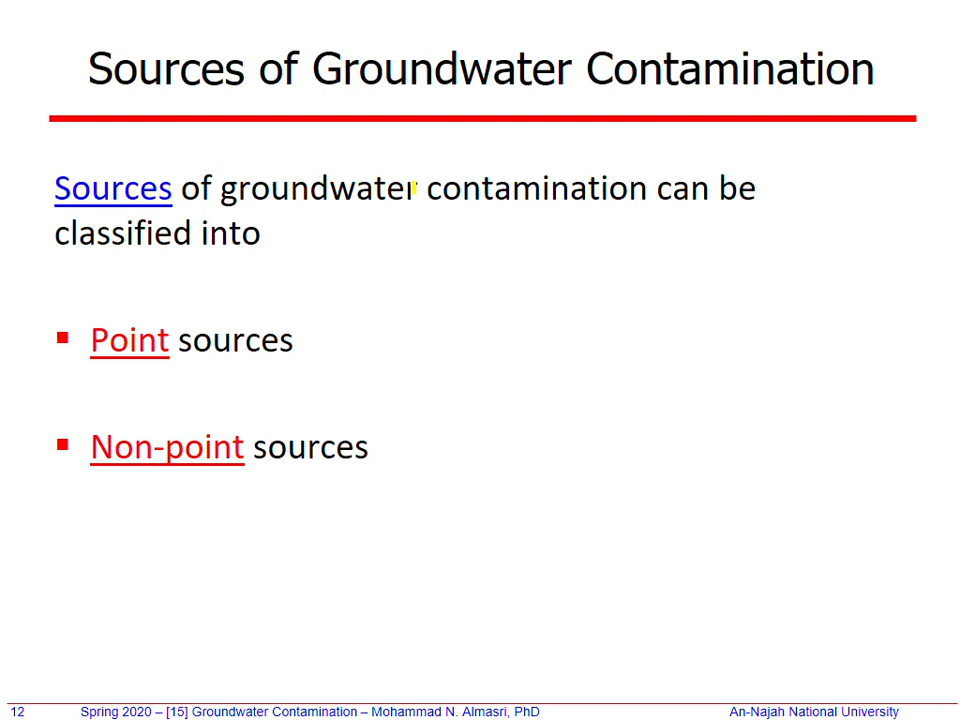 Sources of Groundwater Contamination
Sources of groundwater contamination can be
classified into
▪ Point sources
▪ Non-point sources
12 Spring 2020 – [15] Groundwater Contamination – Mohammad N. Almasri, PhD An-Najah National University